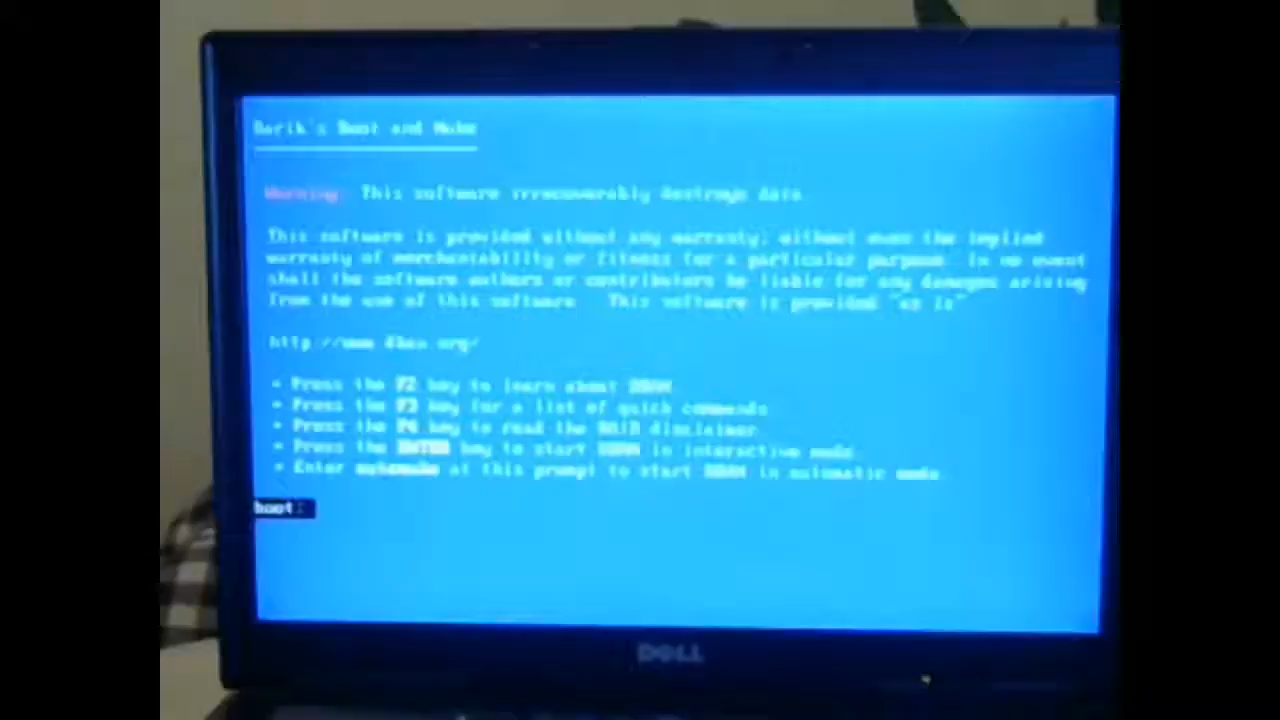 Darik's Boot and Nuke
Warning: This software irrecoverably destroys data.
This software is provided without any warranty; without even the implied
warranty of merchantability or fitness for a particular purpose. In no event
shall the software authors or contributors be liable for any damages arising
from the use of this software. This software is provided "as is".
http://www.dban.org/
• Press the F2 key to learn about DBAN.
• Press the F3 key for a list of quick commands.
• Press the F4 key to read the RAID disclaimer.
• Press the ENTER key to start DBAN in interactive mode.
• Enter autonuke at this prompt to start DBAN in automatic mode.
boot:
DELL